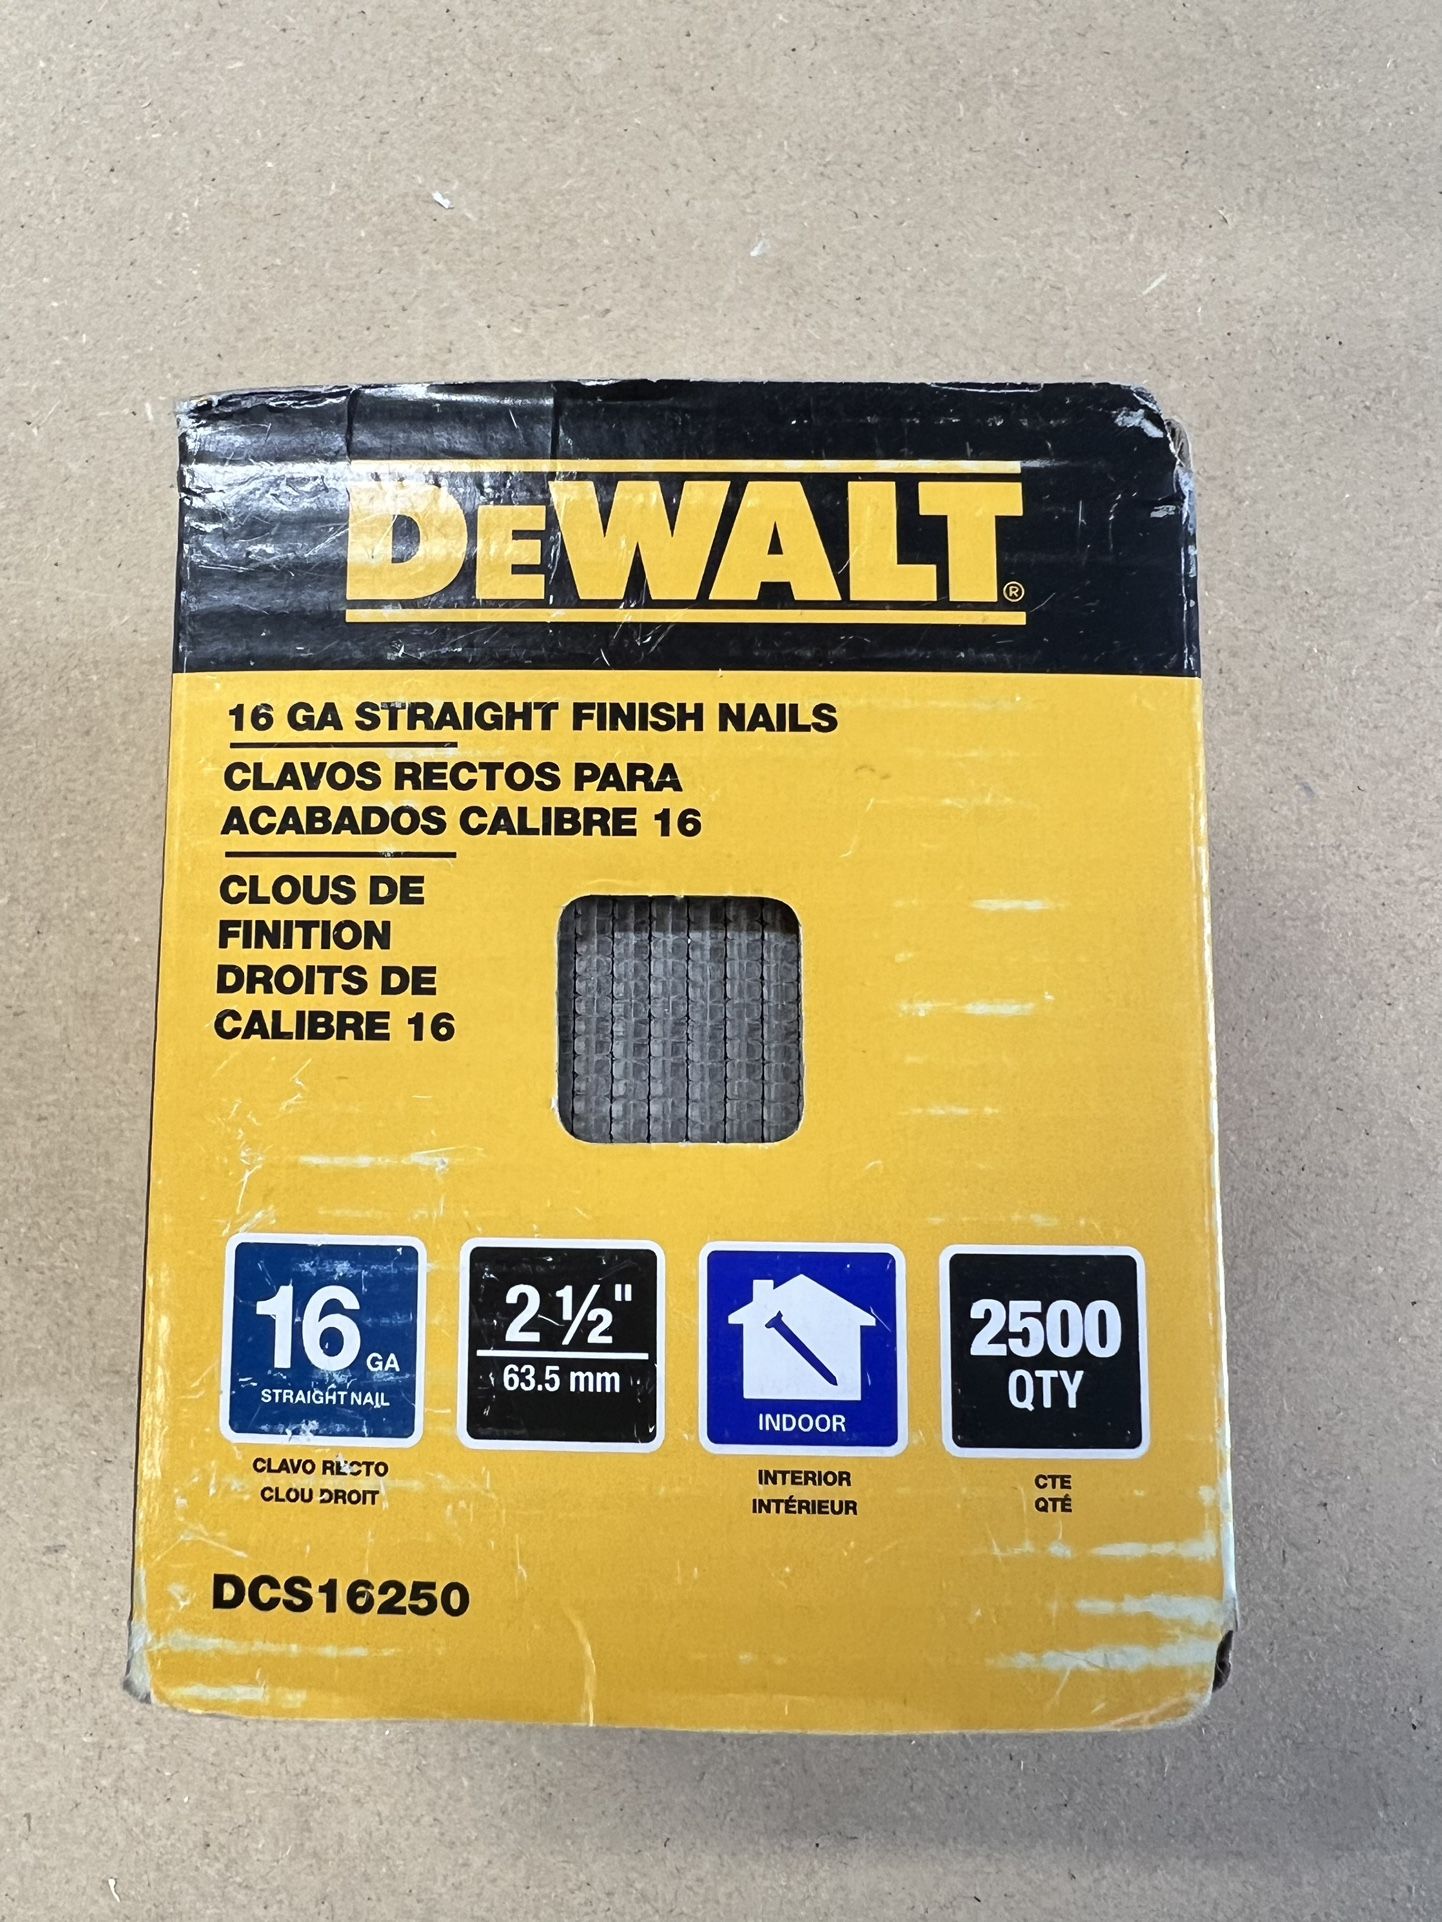 DEWALT®
16 GA STRAIGHT FINISH NAILS
CLAVOS RECTOS PARA
ACABADOS CALIBRE 16
CLOUS DE
FINITION
DROITS DE
CALIBRE 16
16 GA
STRAIGHT NAIL
CLAVO RECTO
CLOU DROIT
2 ½"
63.5 mm
INDOOR
INTERIOR
INTÉRIEUR
2500
QTY
CTE
QTÉ
DCS16250